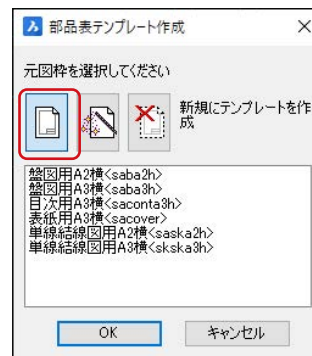 部品表テンプレート作成
元図枠を選択してください
新規にテンプレートを作
成
盤図用A2横<saba2h>
盤図用A3横<saba3h>
目次用A3横<saconta3h>
表紙用A3横<sacover>
単線結線図用A2横<saska2h>
単線結線図用A3横<skska3h>
OK キャンセル